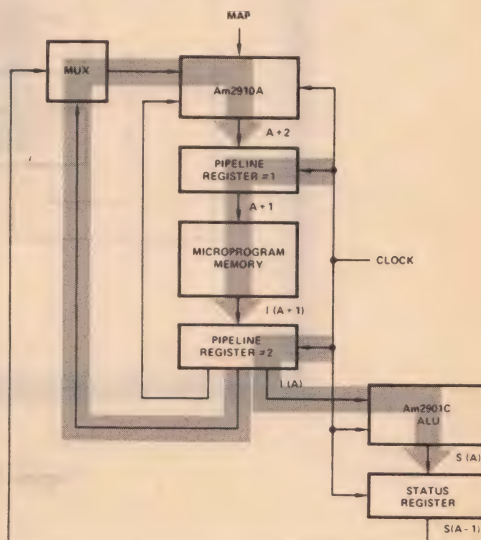 MAP
MUX
Am2910A
A + 2
PIPELINE
REGISTER =1
A + 1
MICROPROGRAM
MEMORY
CLOCK
I (A + 1)
PIPELINE
REGISTER =2
I (A)
Am2901C
ALU
S (A)
STATUS
REGISTER
S(A - 1)